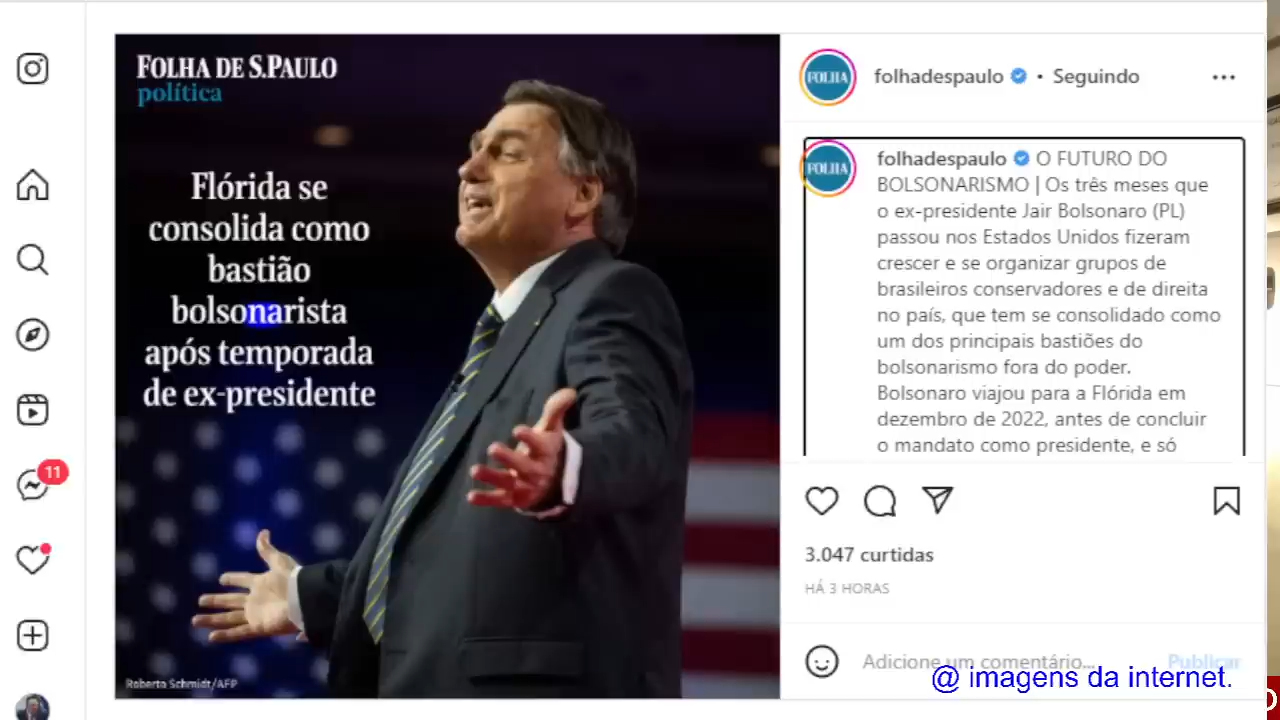 FOLHA DE S.PAULO
política
Flórida se
consolida como
bastião
bolsonarista
após temporada
de ex-presidente
Roberto Schmidt/AFP
FOLHA
folhadespaulo • Seguindo
FOLHA
folhadespaulo O FUTURO DO
BOLSONARISMO | Os três meses que
o ex-presidente Jair Bolsonaro (PL)
passou nos Estados Unidos fizeram
crescer e se organizar grupos de
brasileiros conservadores e de direita
no país, que tem se consolidado como
um dos principais bastiões do
bolsonarismo fora do poder.
Bolsonaro viajou para a Flórida em
dezembro de 2022, antes de concluir
o mandato como presidente, e só
3.047 curtidas
HÁ 3 HORAS
Adicione um comentário...
Publicar
@ imagens da internet.
11